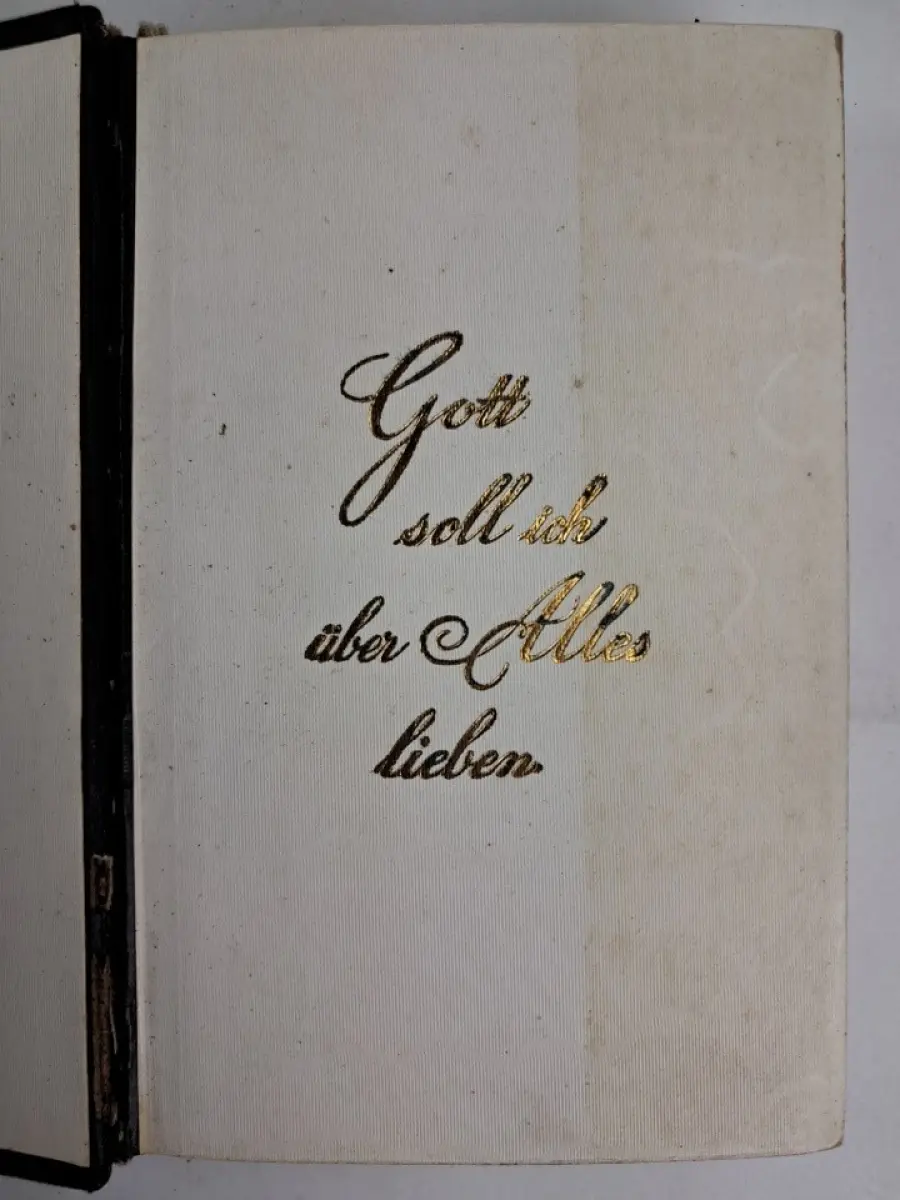 Gott
soll ich
über Alles
lieben.